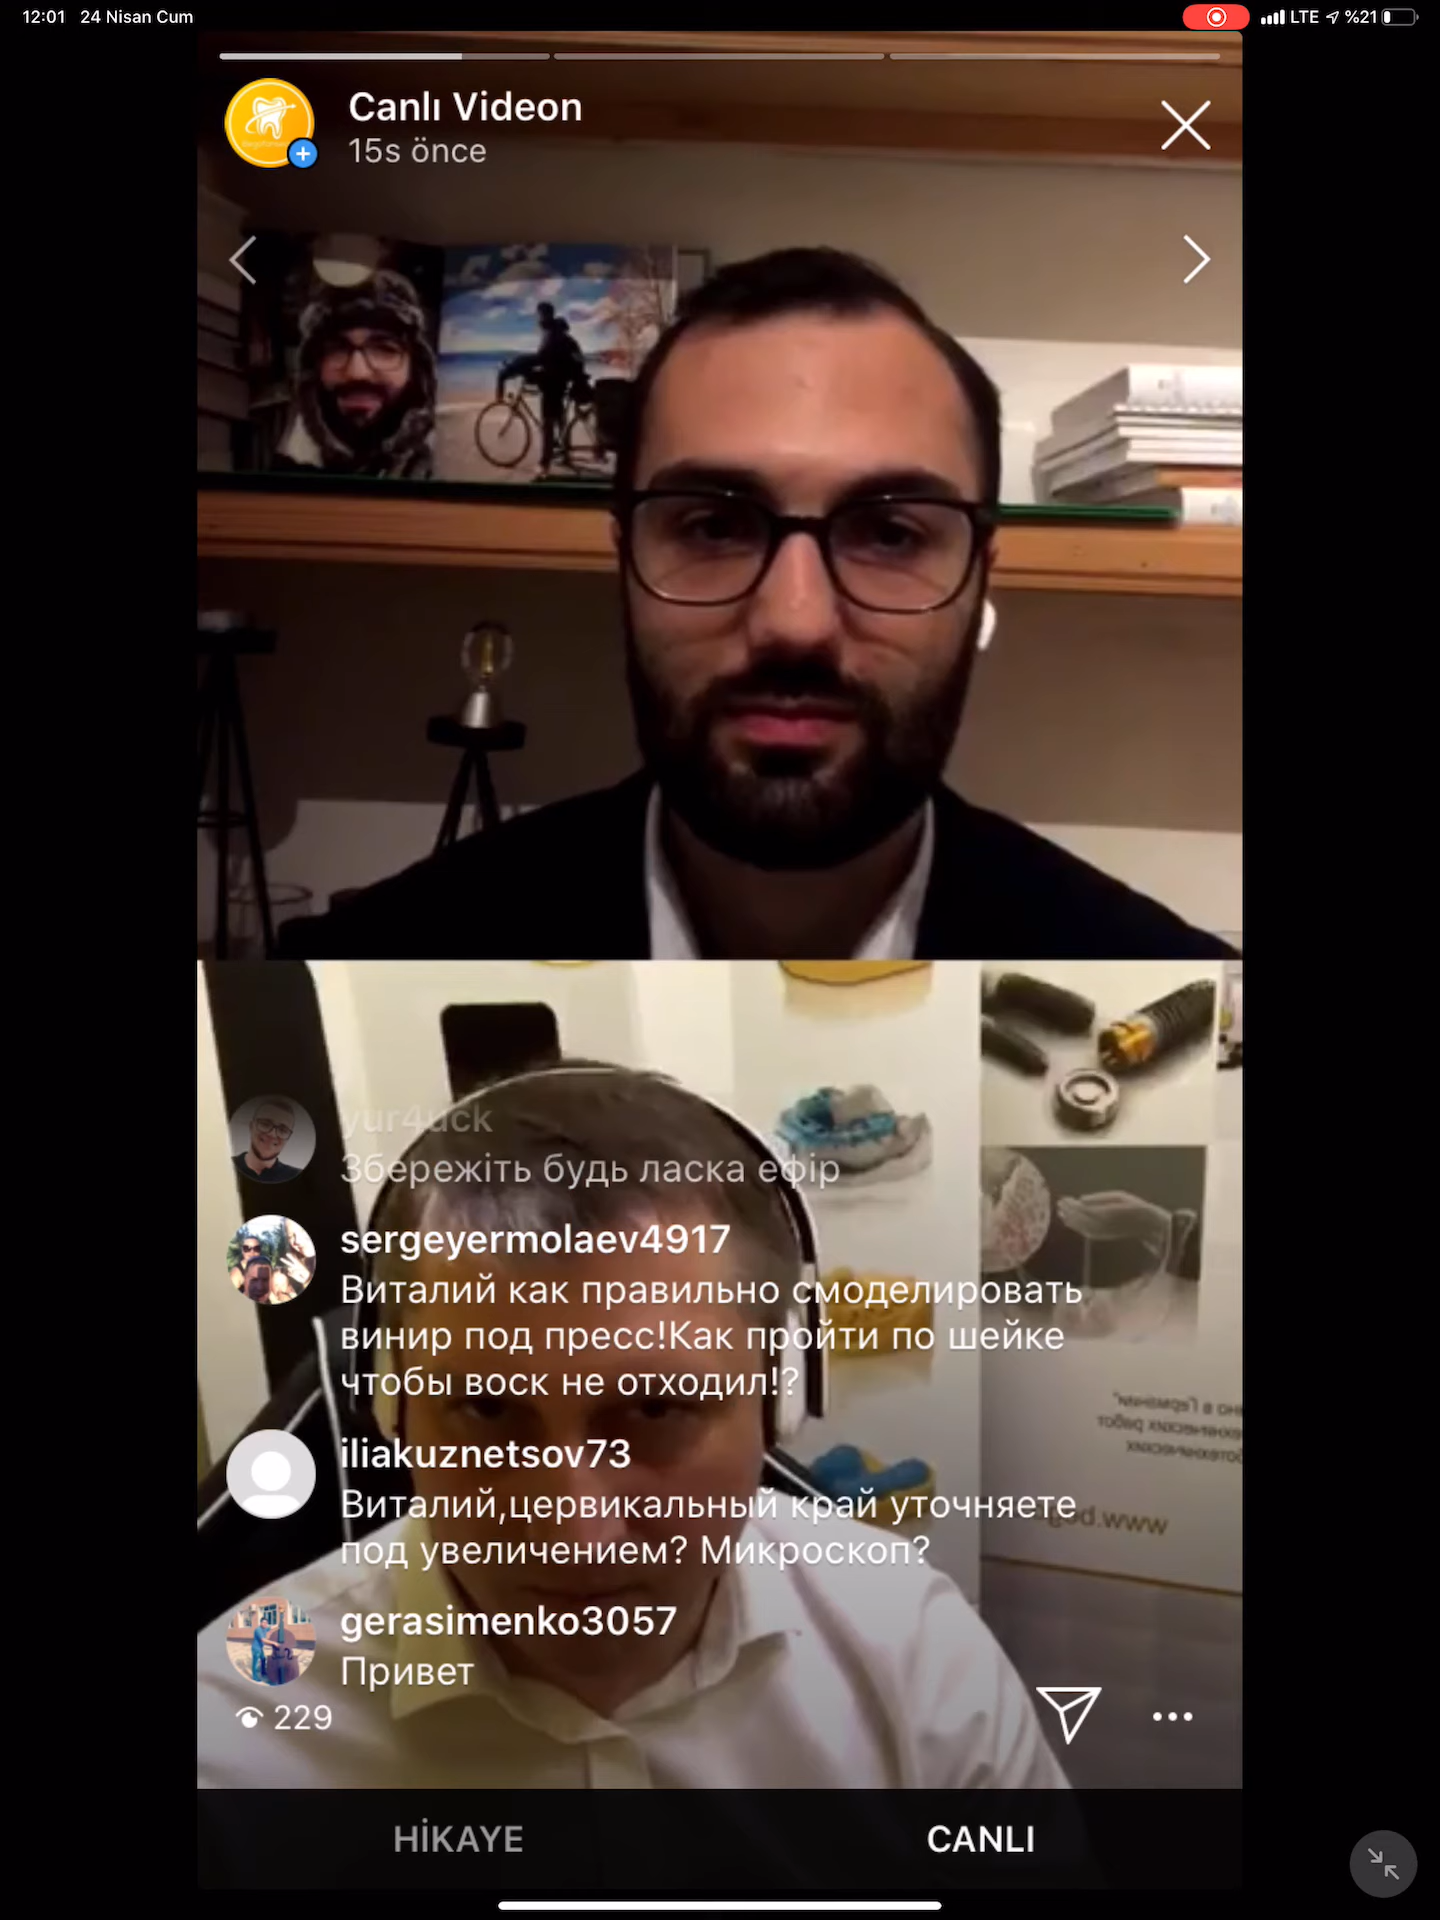 12:01 24 Nisan Cum
LTE %21
Canlı Videon
15s önce
yur4uck
Збережіть будь ласка ефір
sergeyermolaev4917
Виталий как правильно смоделировать
винир под пресс!Как пройти по шейке
чтобы воск не отходил!?
iliakuznetsov73
Виталий,цервикальный край уточняете
под увеличением? Микроскоп?
gerasimenko3057
Привет
229
HİKAYE
CANLI